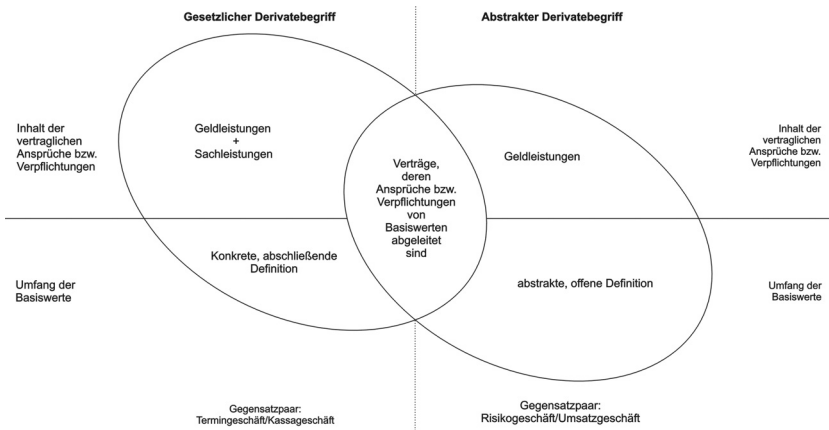 Gesetzlicher Derivatebegriff
Abstrakter Derivatebegriff
Inhalt der
vertraglichen
Ansprüche bzw.
Verpflichtungen
Geldleistungen
+
Sachleistungen
Verträge,
deren
Ansprüche bzw.
Verpflichtungen
von
Basiswerten
abgeleitet
sind
Geldleistungen
Inhalt der
vertraglichen
Ansprüche bzw.
Verpflichtungen
Umfang der
Basiswerte
Konkrete, abschließende
Definition
abstrakte, offene Definition
Umfang der
Basiswerte
Gegensatzpaar:
Termingeschäft/Kassageschäft
Gegensatzpaar:
Risikogeschäft/Umsatzgeschäft